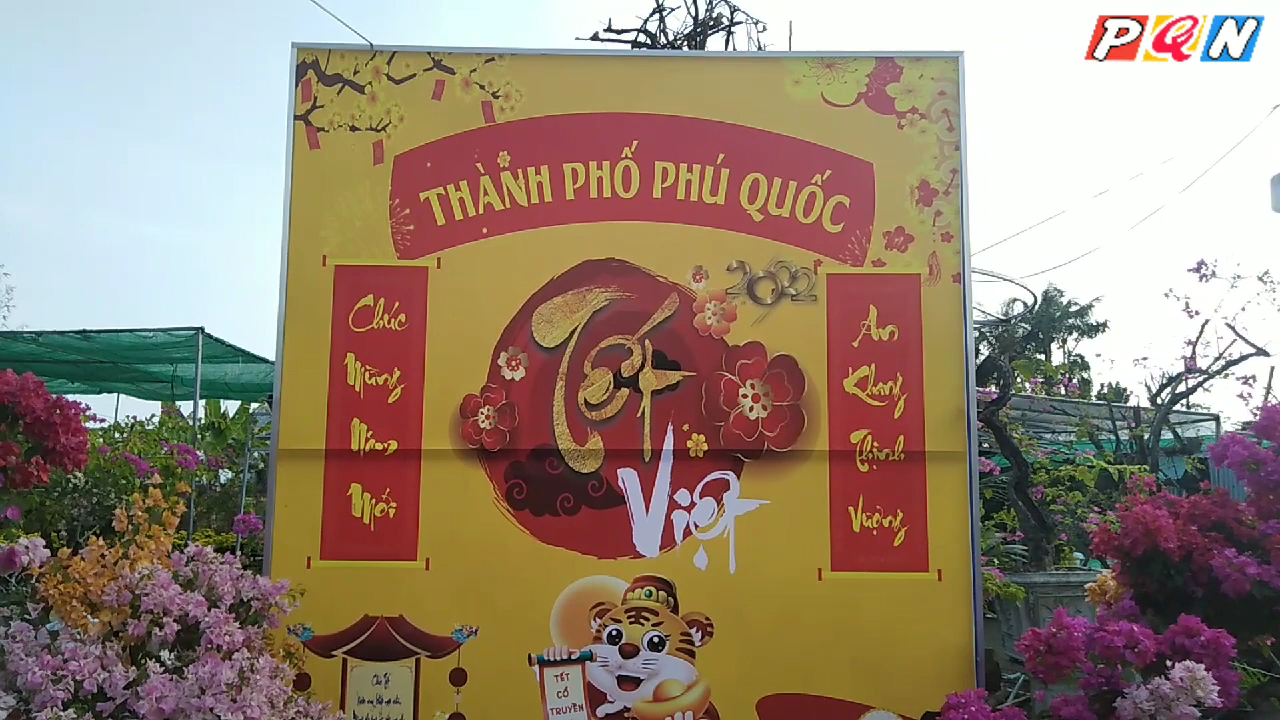 PQN
THÀNH PHỐ PHÚ QUỐC
2022
Chúc
Mừng
Năm
Mới
Tết
Việt
An
Khang
Thịnh
Vượng
TẾT
CỔ
TRUYỀN